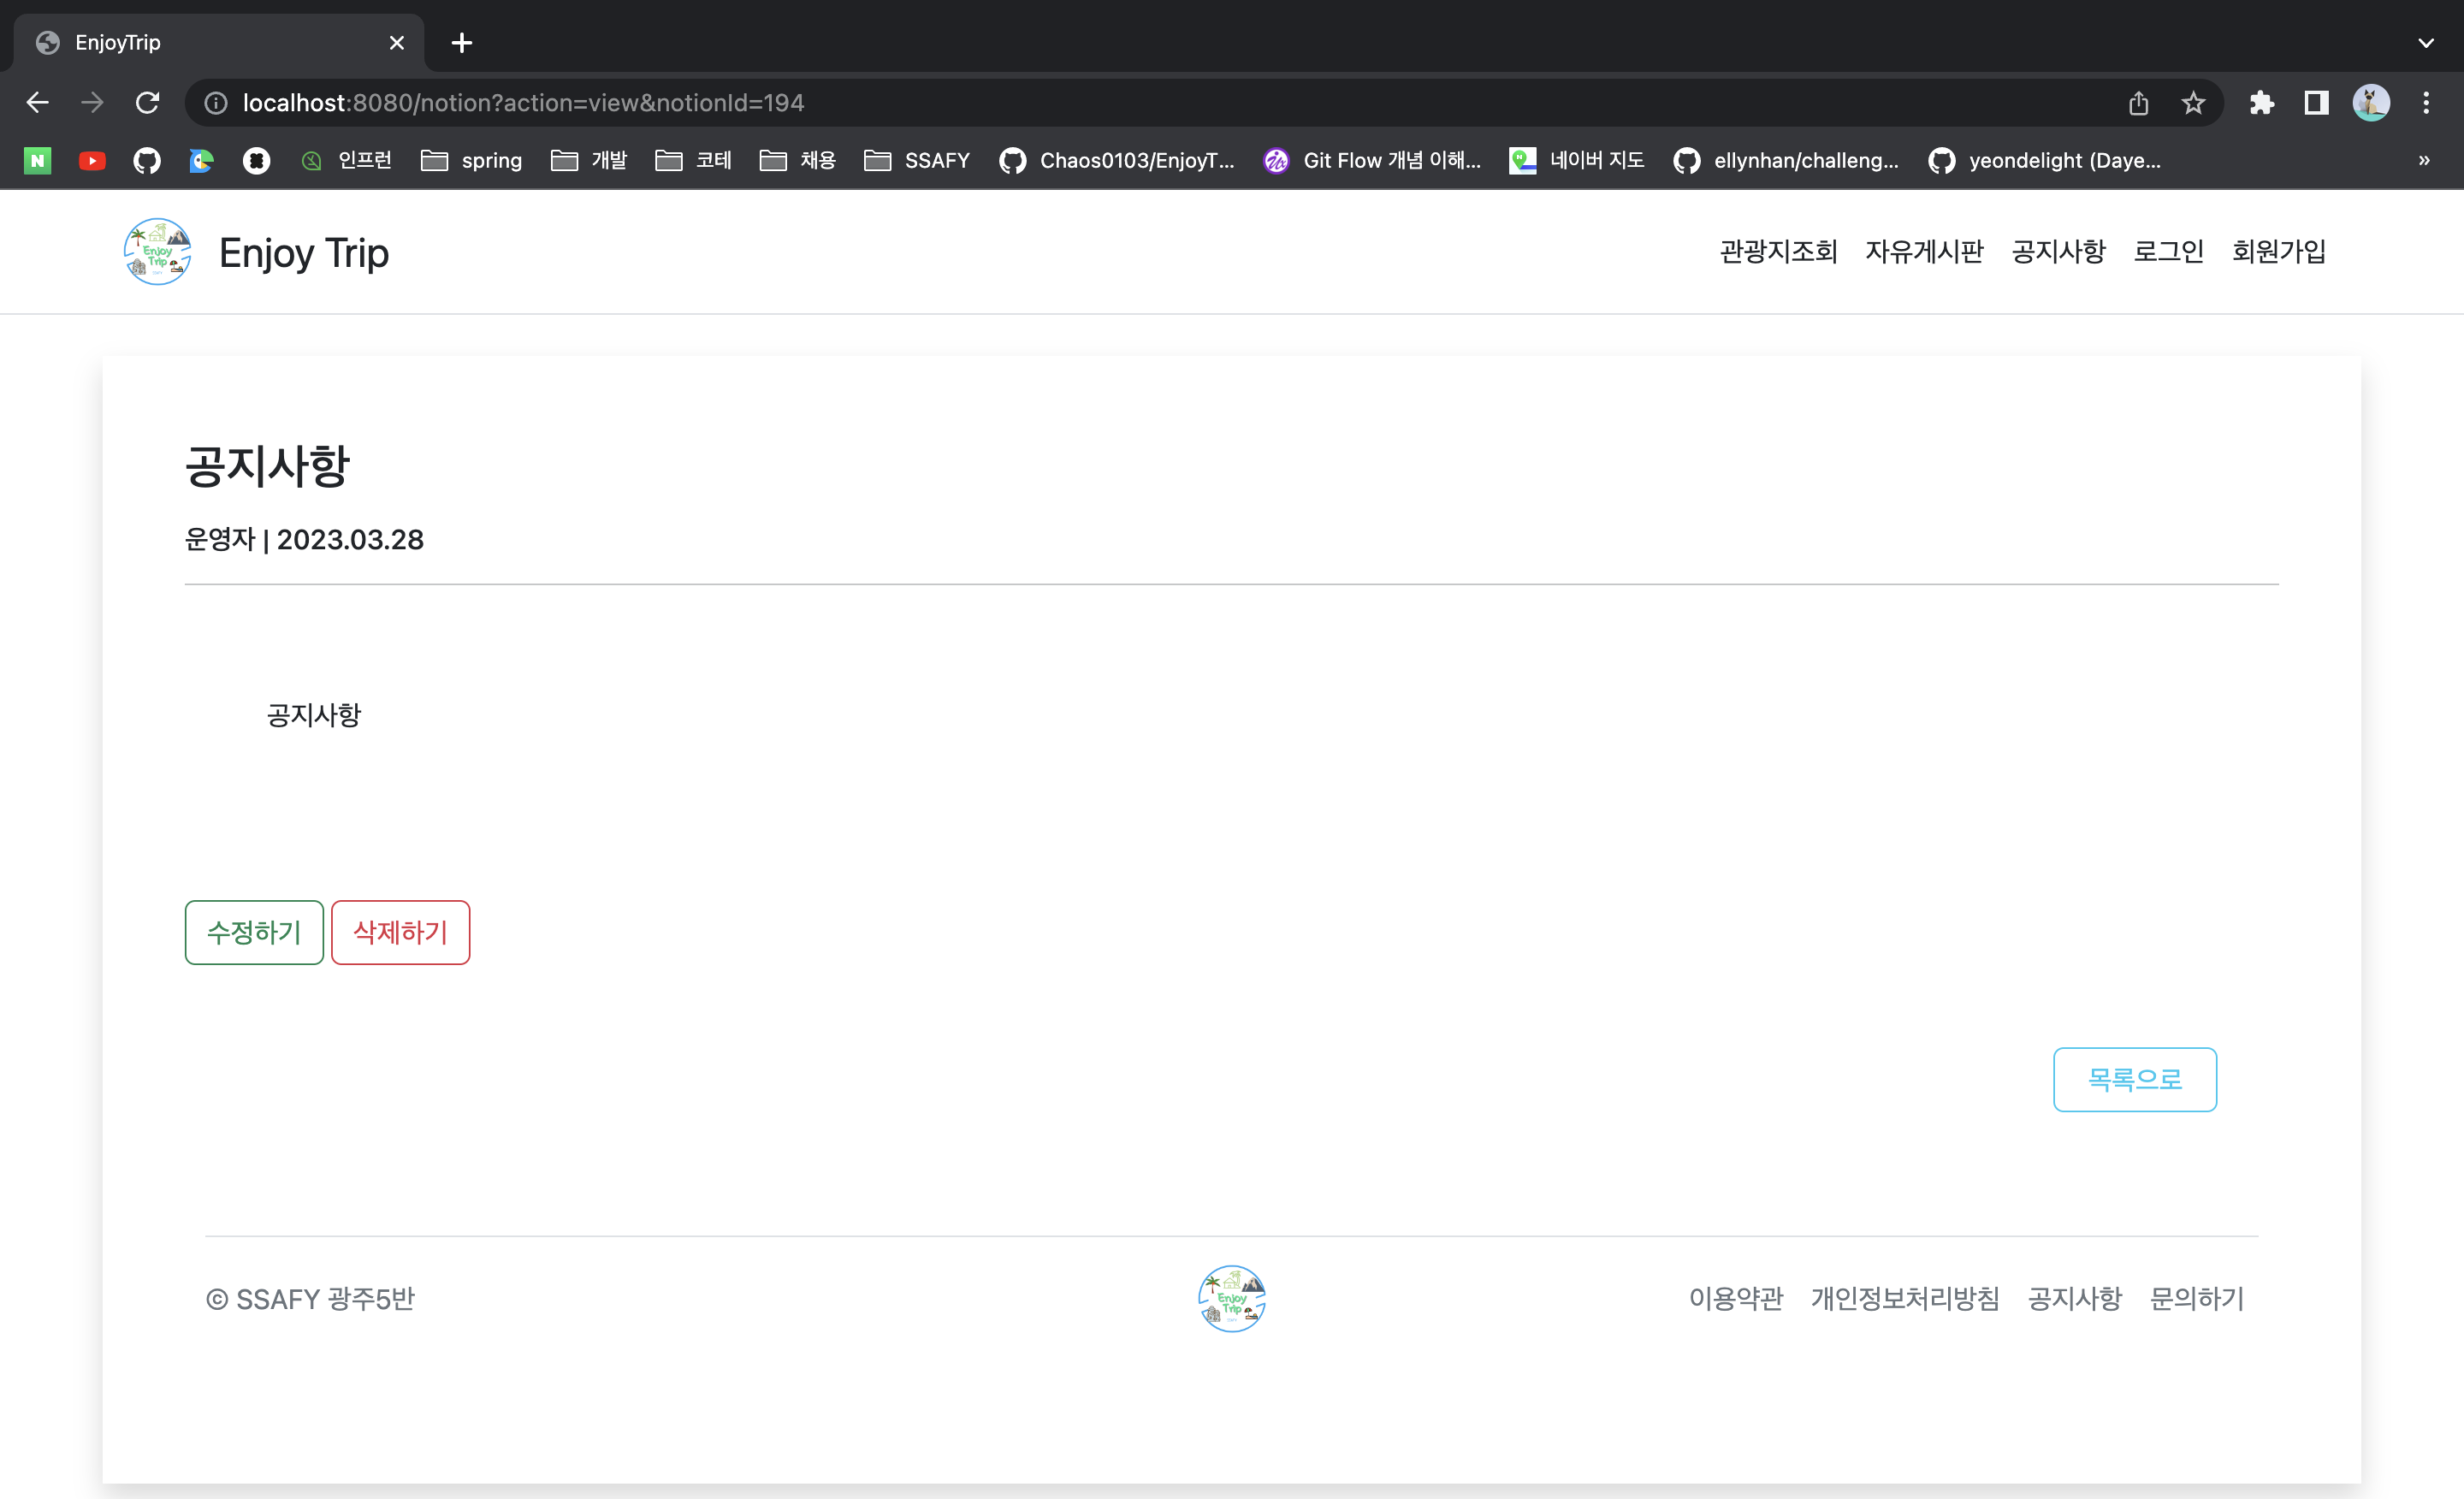 EnjoyTrip
localhost:8080/notion?action=view&notionId=194
N 인프런 spring 개발 코테 채용 SSAFY Chaos0103/EnjoyT... Git Flow 개념 이해... 네이버 지도 ellynhan/challeng... yeondelight (Daye... »
Enjoy Trip Enjoy Trip 관광지조회 자유게시판 공지사항 로그인 회원가입
공지사항
운영자 | 2023.03.28
공지사항
수정하기 삭제하기
목록으로
© SSAFY 광주5반 Enjoy Trip 이용약관 개인정보처리방침 공지사항 문의하기